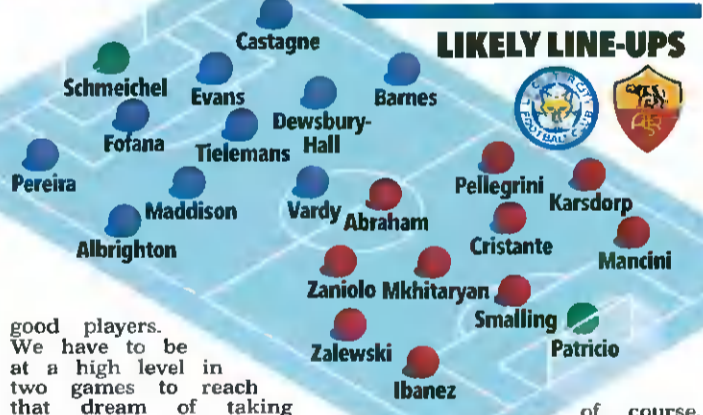 LIKELY LINE-UPS
Castagne
Schmeichel
Evans
Barnes
Dewsbury-
Hall
Fofana
Tielemans
Pereira
Maddison
Vardy
Abraham
Pellegrini
Karsdorp
Albrighton
Cristante
Mancini
Zaniolo
Mkhitaryan
Smalling
Zalewski
Patricio
Ibanez
good players.
We have to be
at a high level in
two games to reach
that dream of taking
of course